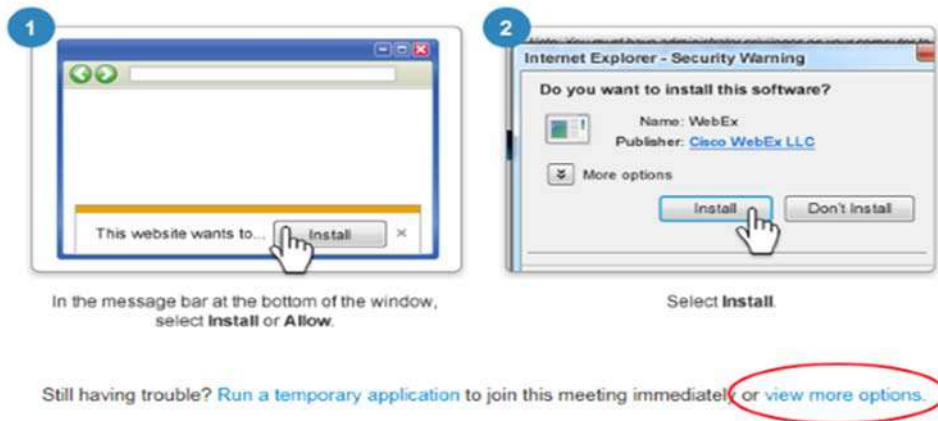 1
This website wants to... Install
In the message bar at the bottom of the window,
select Install or Allow.
2
Internet Explorer - Security Warning
Do you want to install this software?
Name: WebEx
Publisher: Cisco WebEx LLC
More options
Install Don't Install
Select Install.
Still having trouble? Run a temporary application to join this meeting immediately or view more options.